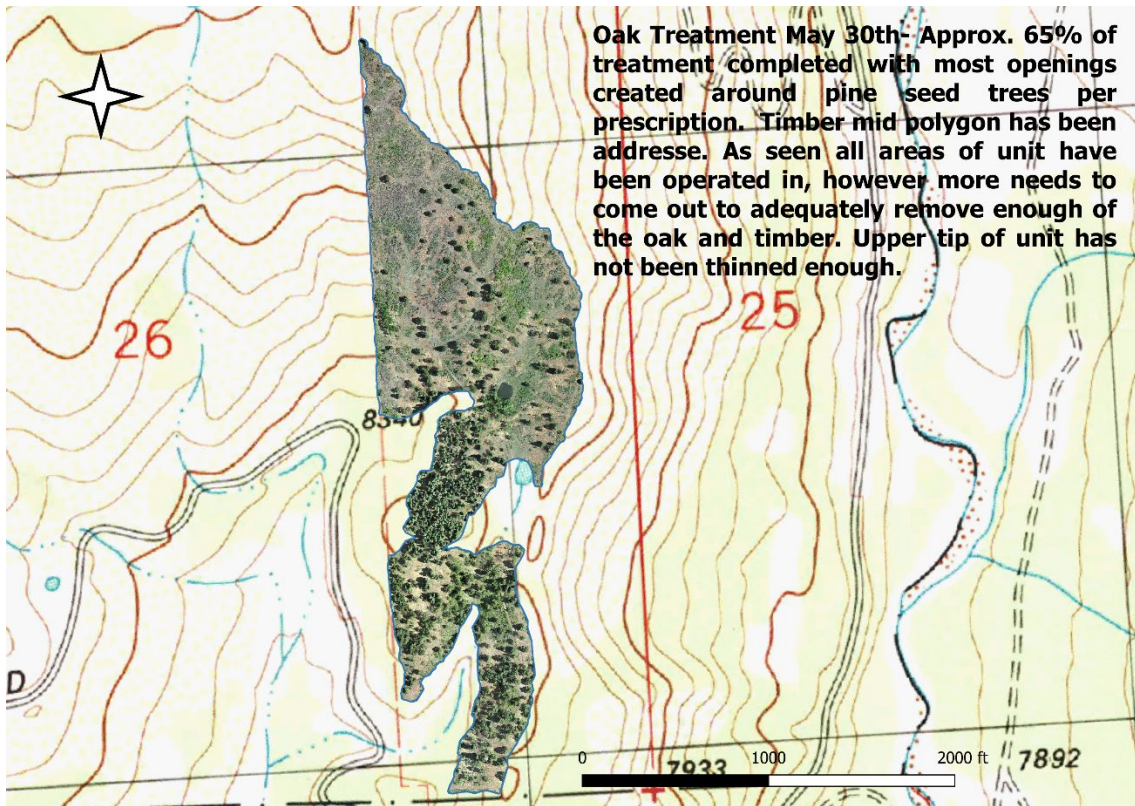 Oak Treatment May 30th- Approx. 65% of
treatment completed with most openings
created around pine seed trees per
prescription. Timber mid polygon has been
addresse. As seen all areas of unit have
been operated in, however more needs to
come out to adequately remove enough of
the oak and timber. Upper tip of unit has
not been thinned enough.
26
25
8340
D
0 1000 2000 ft
7933
7892